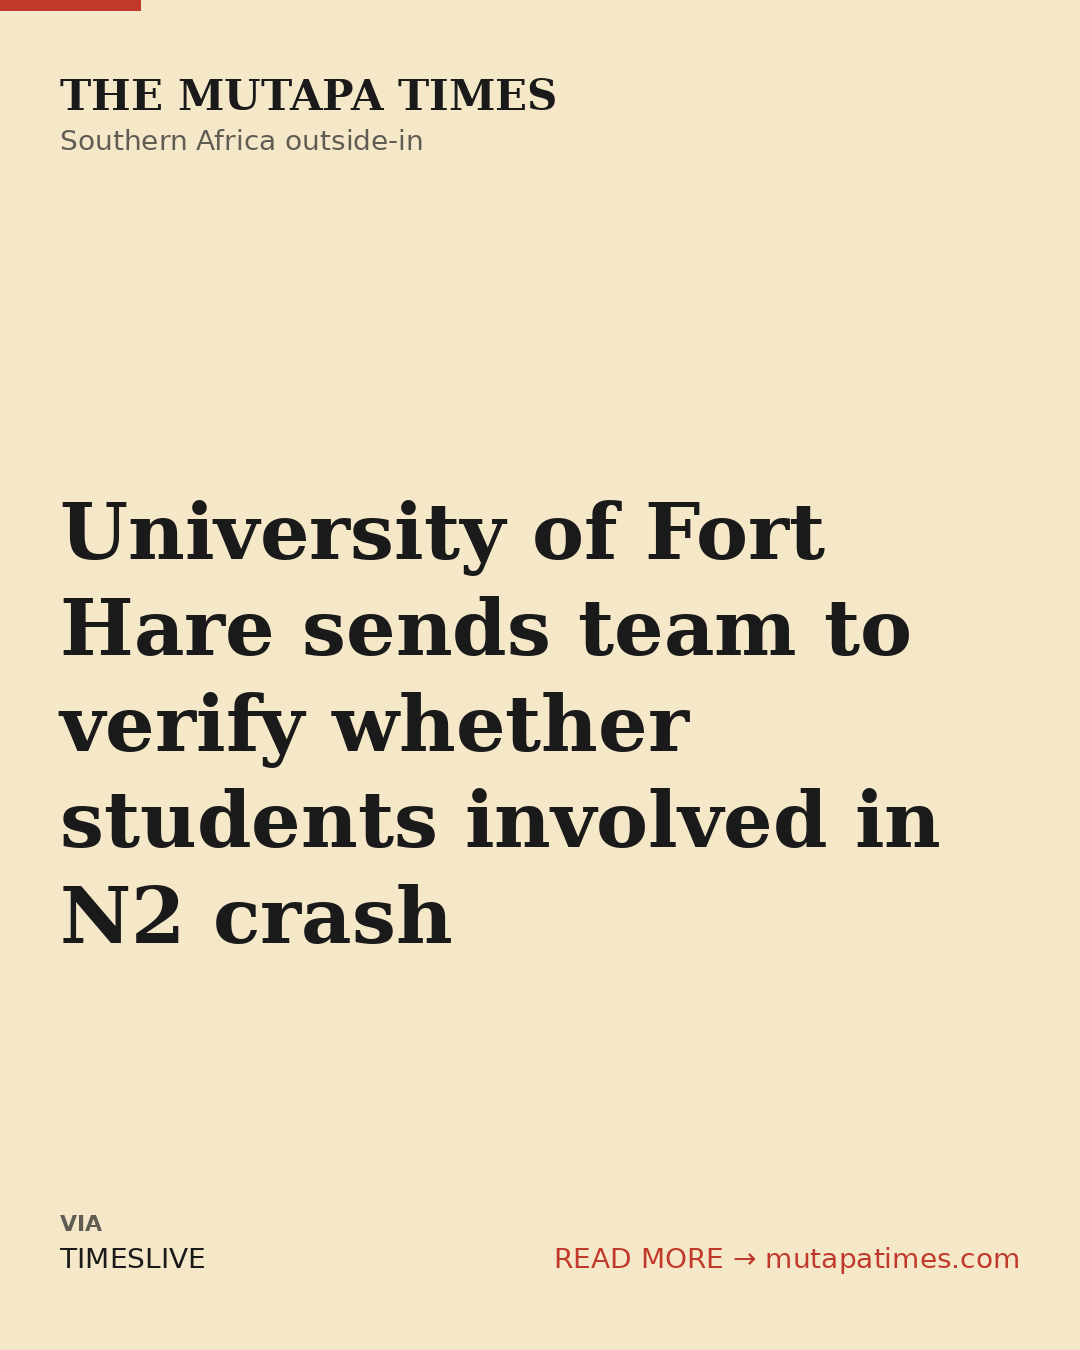 THE MUTAPA TIMES
Southern Africa outside-in
University of Fort
Hare sends team to
verify whether
students involved in
N2 crash
VIA
TIMESLIVE
READ MORE → mutapatimes.com